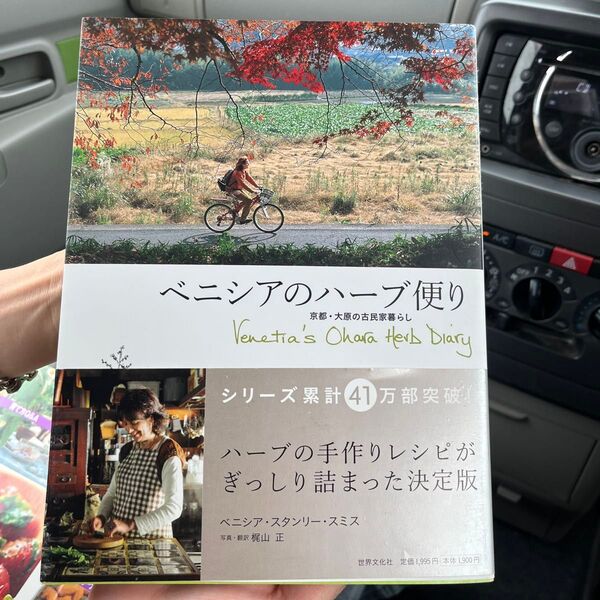 ベニシアのハーブ便り
京都・大原の古民家暮らし
Venetia's Ohara Herb Diary
シリーズ累計41万部突破!
ハーブの手作りレシピが
ぎっしり詰まった決定版
ベニシア・スタンリー・スミス
写真・翻訳 梶山 正
世界文化社 定価1,995円 本体1,900円
A/C